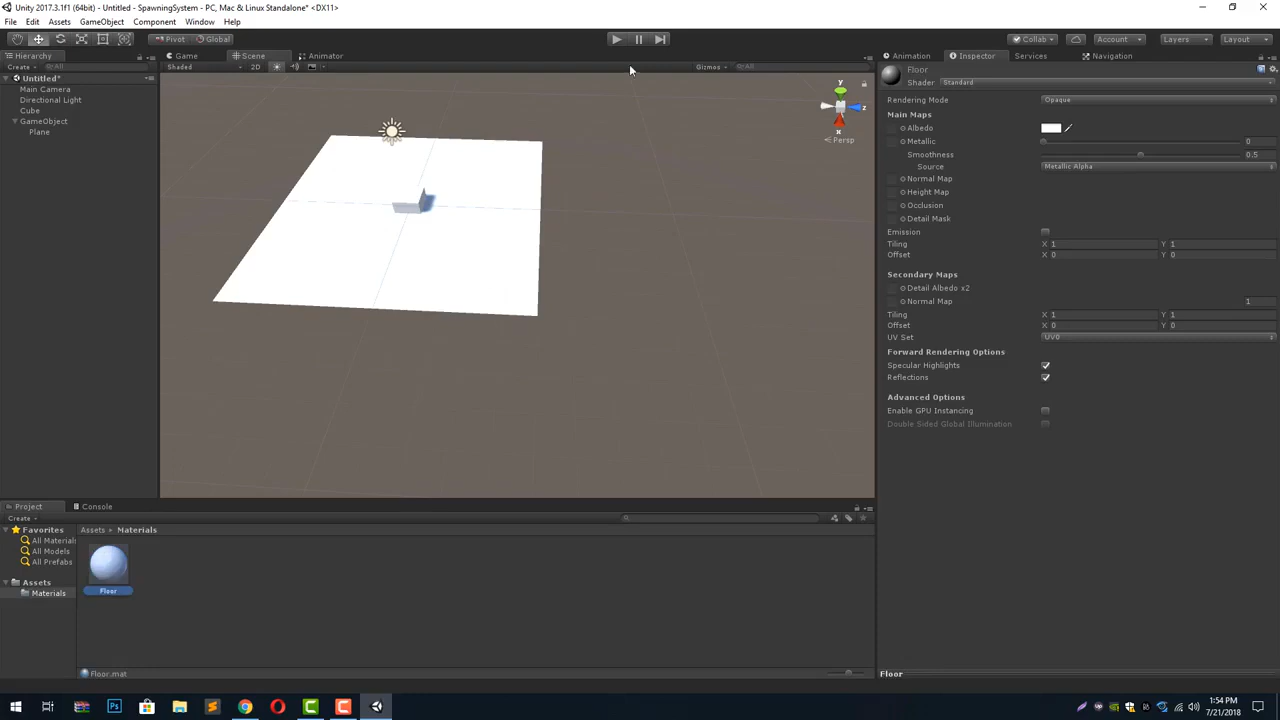 Unity 2017.3.1f1 (64bit) - Untitled - SpawningSystem - PC, Mac & Linux Standalone* <DX11>
File Edit Assets GameObject Component Window Help
Pivot Global Collab Account Layers Layout
Hierarchy Game Scene Animator Animation Inspector Services Navigation
Create All Shaded 2D Gizmos All
Floor
Shader Standard
Untitled*
Main Camera
Directional Light
Cube
GameObject
Plane
y
z
x
Persp
Rendering Mode Opaque
Main Maps
Albedo
Metallic 0
Smoothness 0.5
Source Metallic Alpha
Normal Map
Height Map
Occlusion
Detail Mask
Emission
Tiling X 1 Y 1
Offset X 0 Y 0
Secondary Maps
Detail Albedo x2
Normal Map 1
Tiling X 1 Y 1
Offset X 0 Y 0
UV Set UV0
Forward Rendering Options
Specular Highlights
Reflections
Advanced Options
Enable GPU Instancing
Double Sided Global Illumination
Project Console
Create
Favorites
All Materials
All Models
All Prefabs
Assets
Materials
Assets Materials
Floor
Floor.mat
Floor
Ps
1:54 PM
7/21/2018